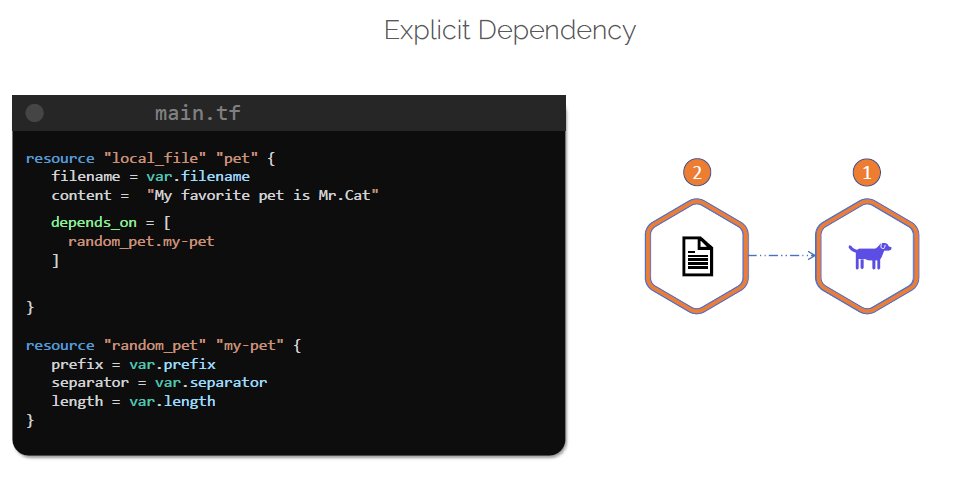 Explicit Dependency
main.tf
resource "local_file" "pet" {
filename = var.filename
content =  "My favorite pet is Mr.Cat"
depends_on = [
random_pet.my-pet
]
}
resource "random_pet" "my-pet" {
prefix = var.prefix
separator = var.separator
length = var.length
}
2
1